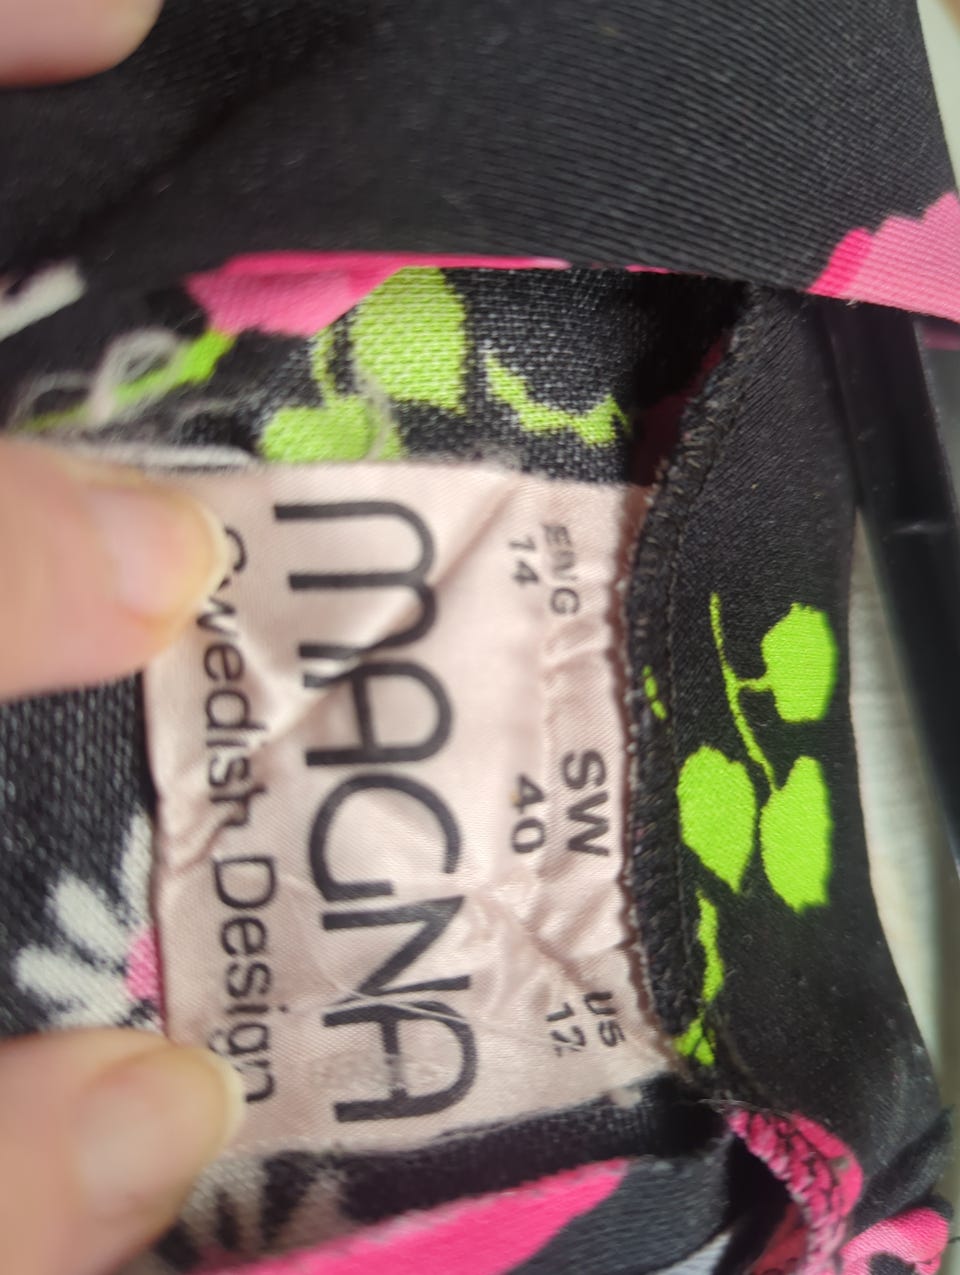 ENG SW US
14 40 12
MAGNA
Swedish Design